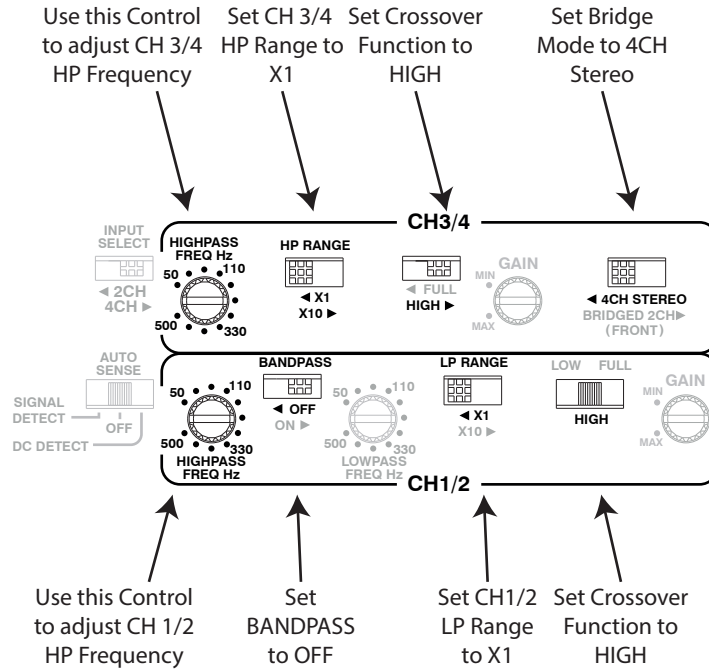 Use this Control
to adjust CH 3/4
HP Frequency
Set CH 3/4
HP Range to
X1
Set Crossover
Function to
HIGH
Set Bridge
Mode to 4CH
Stereo
CH3/4
INPUT
SELECT
◄ 2CH
4CH ►
HIGHPASS
FREQ Hz
50
110
500
330
HP RANGE
◄ X1
X10 ►
◄ FULL
HIGH ►
GAIN
MIN
MAX
◄ 4CH STEREO
BRIDGED 2CH►
(FRONT)
AUTO
SENSE
SIGNAL
DETECT
OFF
DC DETECT
50
110
500
330
HIGHPASS
FREQ Hz
BANDPASS
◄ OFF
ON ►
50
110
500
330
LOWPASS
FREQ Hz
LP RANGE
◄ X1
X10 ►
LOW FULL
HIGH
GAIN
MIN
MAX
CH1/2
Use this Control
to adjust CH 1/2
HP Frequency
Set
BANDPASS
to OFF
Set CH1/2
LP Range
to X1
Set Crossover
Function to
HIGH